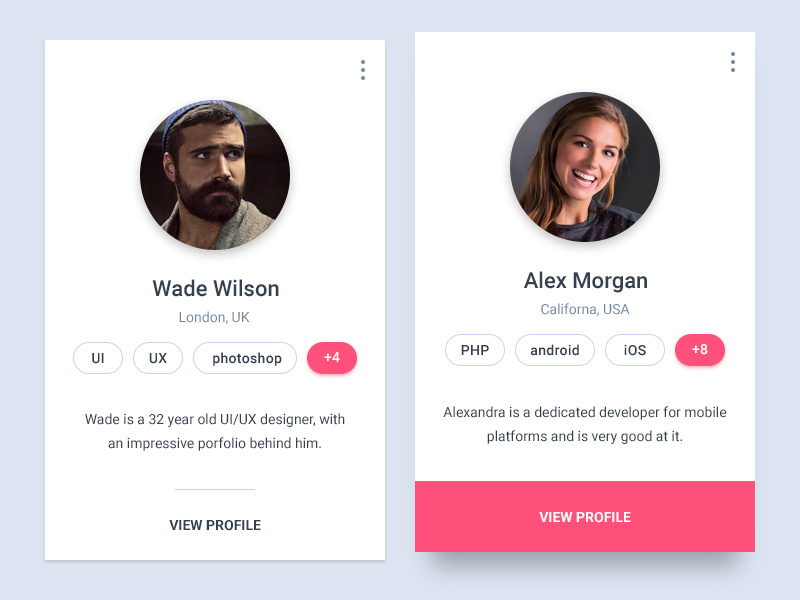 Wade Wilson
London, UK
UI UX photoshop +4
Wade is a 32 year old UI/UX designer, with
an impressive porfolio behind him.
VIEW PROFILE
Alex Morgan
Californa, USA
PHP android iOS +8
Alexandra is a dedicated developer for mobile
platforms and is very good at it.
VIEW PROFILE